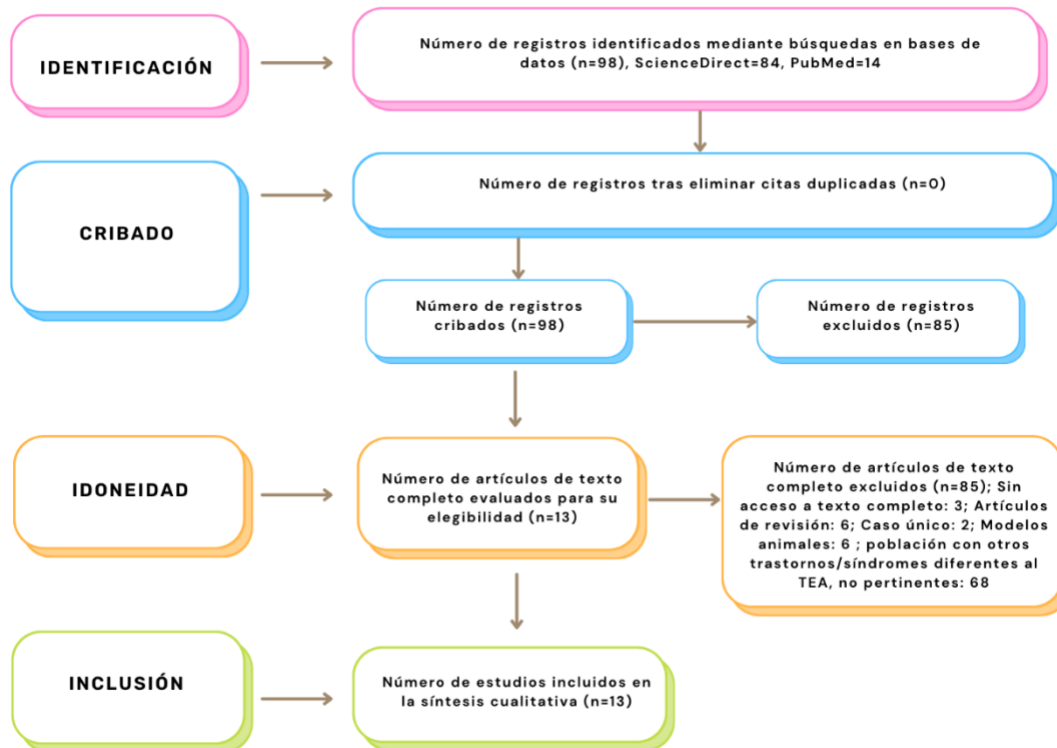 IDENTIFICACIÓN
Número de registros identificados mediante búsquedas en bases de
datos (n=98), ScienceDirect=84, PubMed=14
CRIBADO
Número de registros tras eliminar citas duplicadas (n=0)
Número de registros
cribados (n=98)
Número de registros
excluidos (n=85)
IDONEIDAD
Número de artículos de texto
completo evaluados para su
elegibilidad (n=13)
Número de artículos de texto
completo excluidos (n=85); Sin
acceso a texto completo: 3; Artículos
de revisión: 6; Caso único: 2; Modelos
animales: 6 ; población con otros
trastornos/síndromes diferentes al
TEA, no pertinentes: 68
INCLUSIÓN
Número de estudios incluidos en
la síntesis cualitativa (n=13)